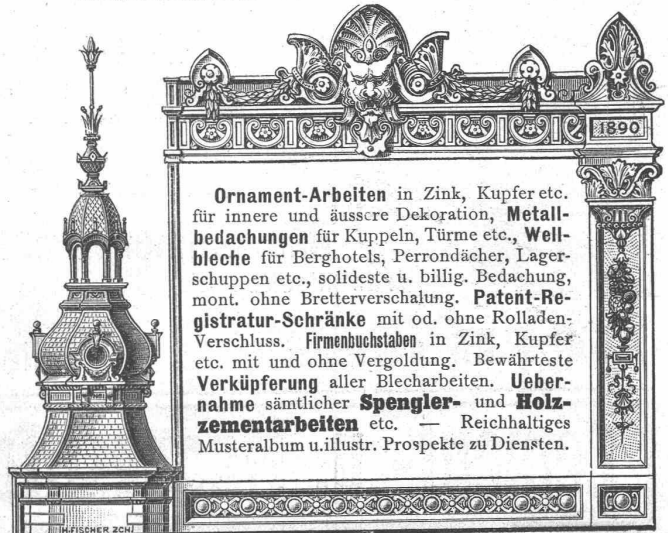 1890
Ornament-Arbeiten in Zink, Kupfer etc.
für innere und äussere Dekoration, Metall-
bedachungen für Kuppeln, Türme etc., Well-
bleche für Berghotels, Perrondächer, Lager-
schuppen etc., solideste u. billig. Bedachung,
mont. ohne Bretterverschalung. Patent-Re-
gistratur-Schränke mit od. ohne Rolladen-
Verschluss. Firmenbuchstaben in Zink, Kupfer
etc. mit und ohne Vergoldung. Bewährteste
Verküpferung aller Blecharbeiten. Ueber-
nahme sämtlicher Spengler- und Holz-
zementarbeiten etc. — Reichhaltiges
Musteralbum u.illustr. Prospekte zu Diensten.
H.FISCHER ZCH